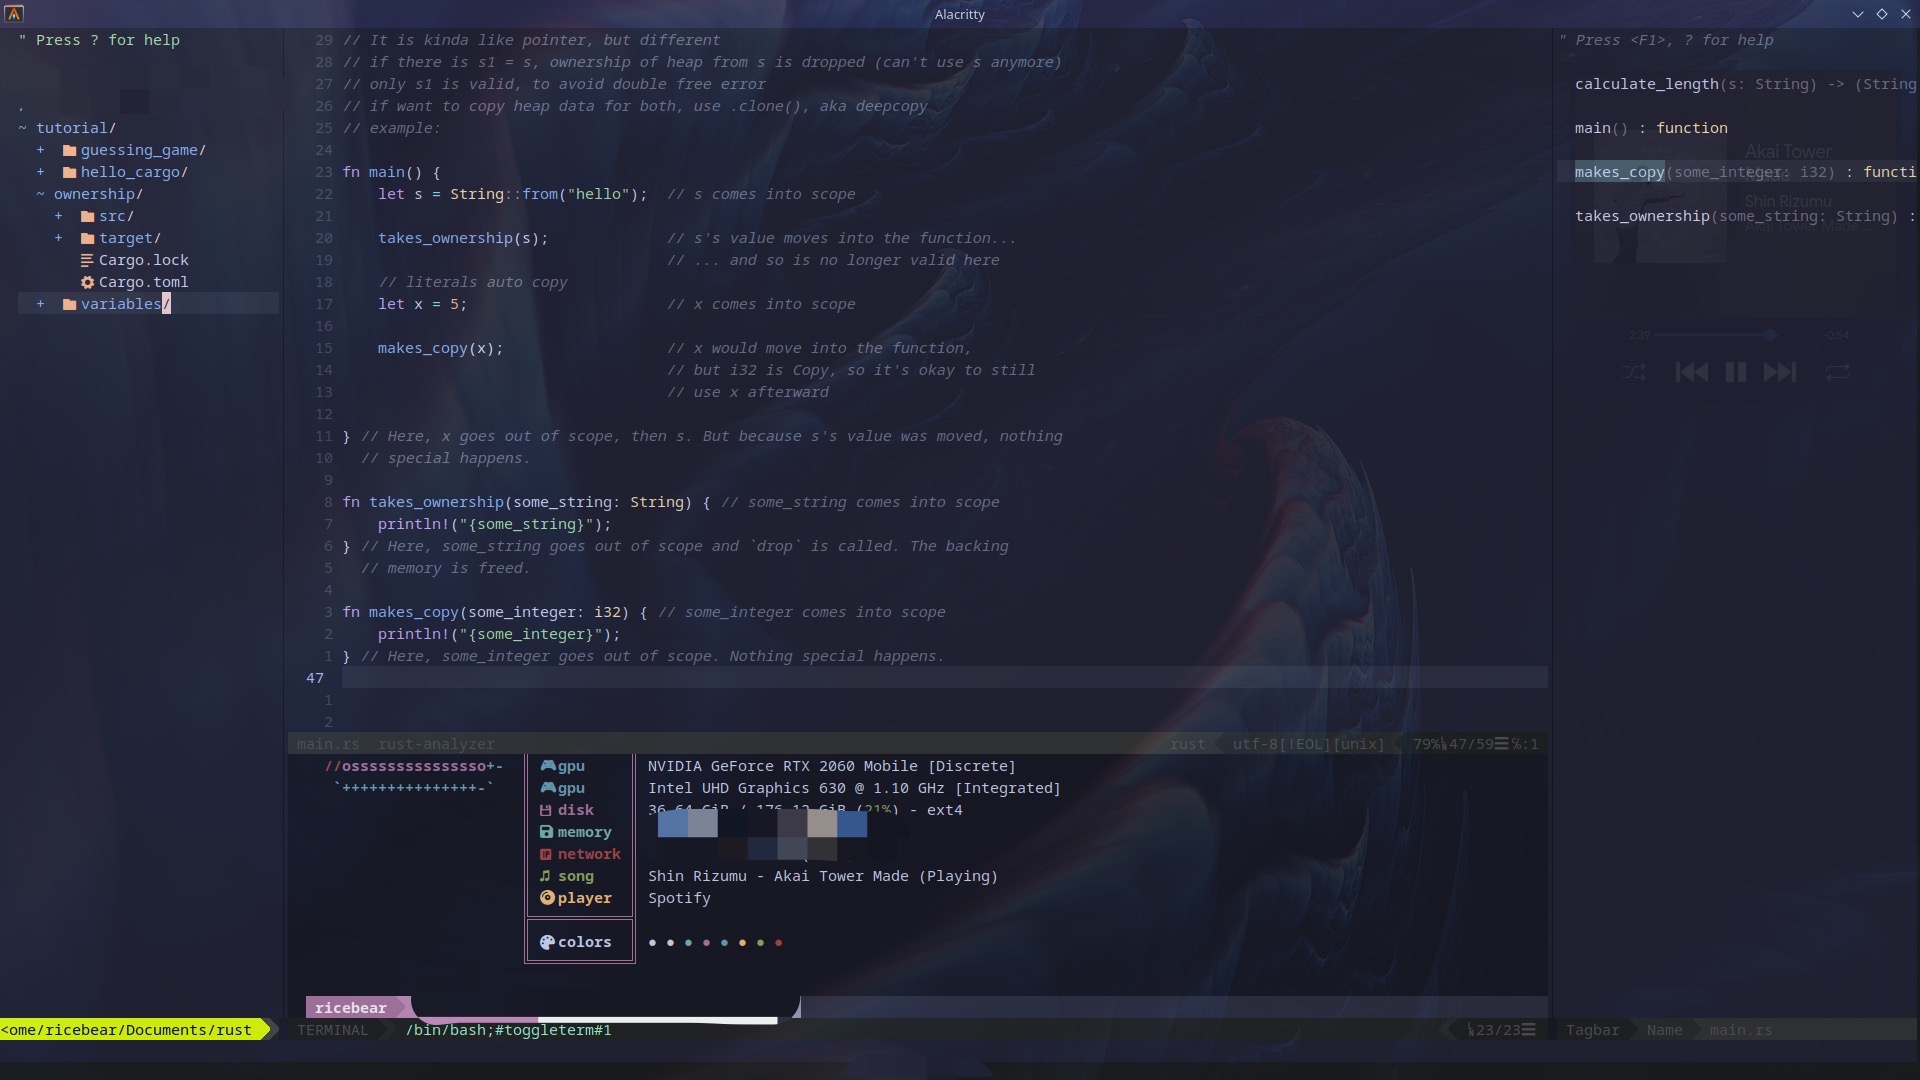 Alacritty
" Press ? for help
~ tutorial/
+ guessing_game/
+ hello_cargo/
~ ownership/
+ src/
+ target/
Cargo.lock
Cargo.toml
+ variables/
<ome/ricebear/Documents/rust
29 // It is kinda like pointer, but different
28 // if there is s1 = s, ownership of heap from s is dropped (can't use s anymore)
27 // only s1 is valid, to avoid double free error
26 // if want to copy heap data for both, use .clone(), aka deepcopy
25 // example:
24
23 fn main() {
22     let s = String::from("hello");  // s comes into scope
21
20     takes_ownership(s);             // s's value moves into the function...
19                                     // ... and so is no longer valid here
18     // literals auto copy
17     let x = 5;                      // x comes into scope
16
15     makes_copy(x);                  // x would move into the function,
14                                     // but i32 is Copy, so it's okay to still
13                                     // use x afterward
12
11 } // Here, x goes out of scope, then s. But because s's value was moved, nothing
10   // special happens.
9
8 fn takes_ownership(some_string: String) { // some_string comes into scope
7     println!("{some_string}");
6 } // Here, some_string goes out of scope and `drop` is called. The backing
5   // memory is freed.
4
3 fn makes_copy(some_integer: i32) { // some_integer comes into scope
2     println!("{some_integer}");
1 } // Here, some_integer goes out of scope. Nothing special happens.
47
1
2
main.rs rust-analyzer rust utf-8[!EOL][unix] 79% 47/59 ℅:1
//osssssssssssssso+- gpu NVIDIA GeForce RTX 2060 Mobile [Discrete]
`+++++++++++++++-` gpu Intel UHD Graphics 630 @ 1.10 GHz [Integrated]
disk 36.64 GiB / 176.12 GiB (21%) - ext4
memory
network
song Shin Rizumu - Akai Tower Made (Playing)
player Spotify
colors
ricebear
TERMINAL /bin/bash;#toggleterm#1 23/23
" Press <F1>, ? for help
calculate_length(s: String) -> (String
main() : function
Akai Tower
makes_copy(some_integer: i32) : functi
Made
Shin Rizumu
takes_ownership(some_string: String) :
Akai Tower Made ...
2:39 -0:54
Tagbar Name main.rs